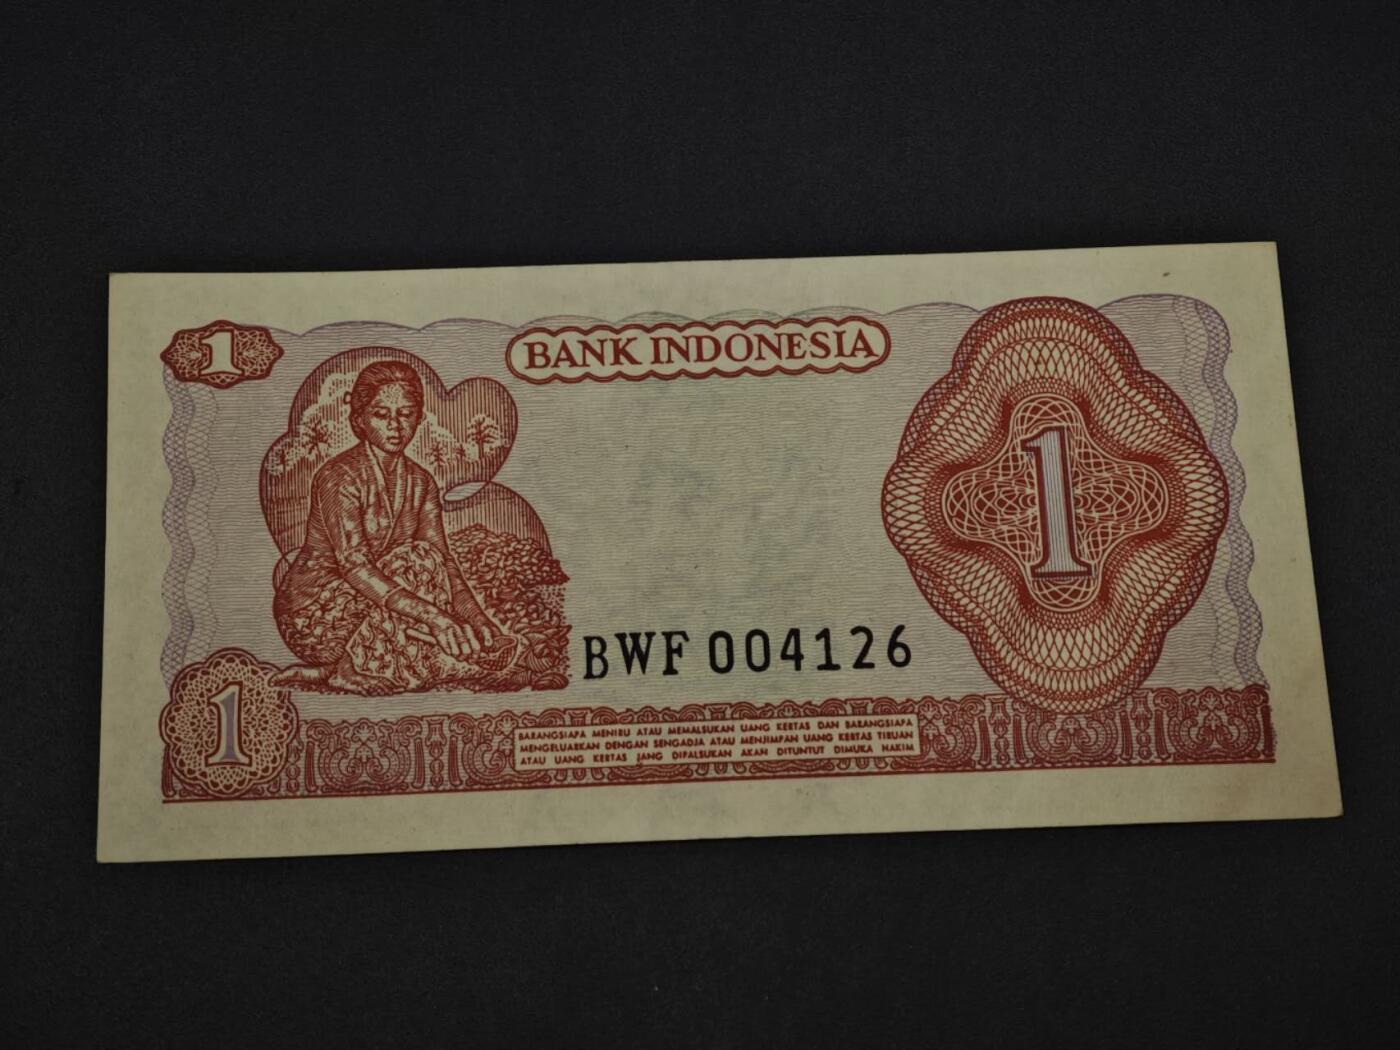 1
BANK INDONESIA
1
BWF 004126
1
BARANGSIAPA MENIRU ATAU MEMALSUKAN UANG KERTAS DAN BARANGSIAPA
MENGELUARKAN DENGAN SENGADJA ATAU MENJIMPAN UANG KERTAS TIRUAN
ATAU UANG KERTAS JANG DIPALSUKAN AKAN DITUNTUT DIMUKA HAKIM